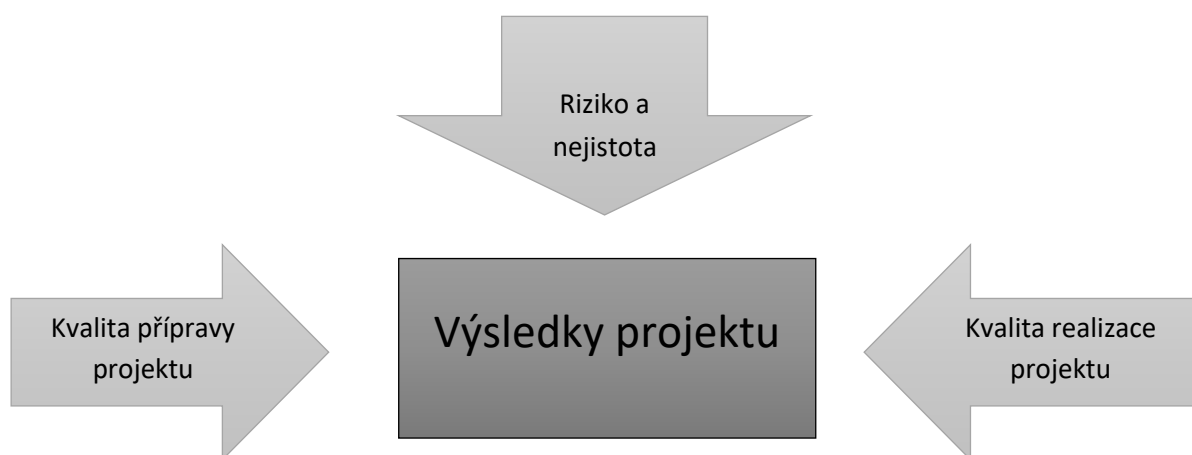 Riziko a
nejistota
Kvalita přípravy
projektu
Výsledky projektu
Kvalita realizace
projektu